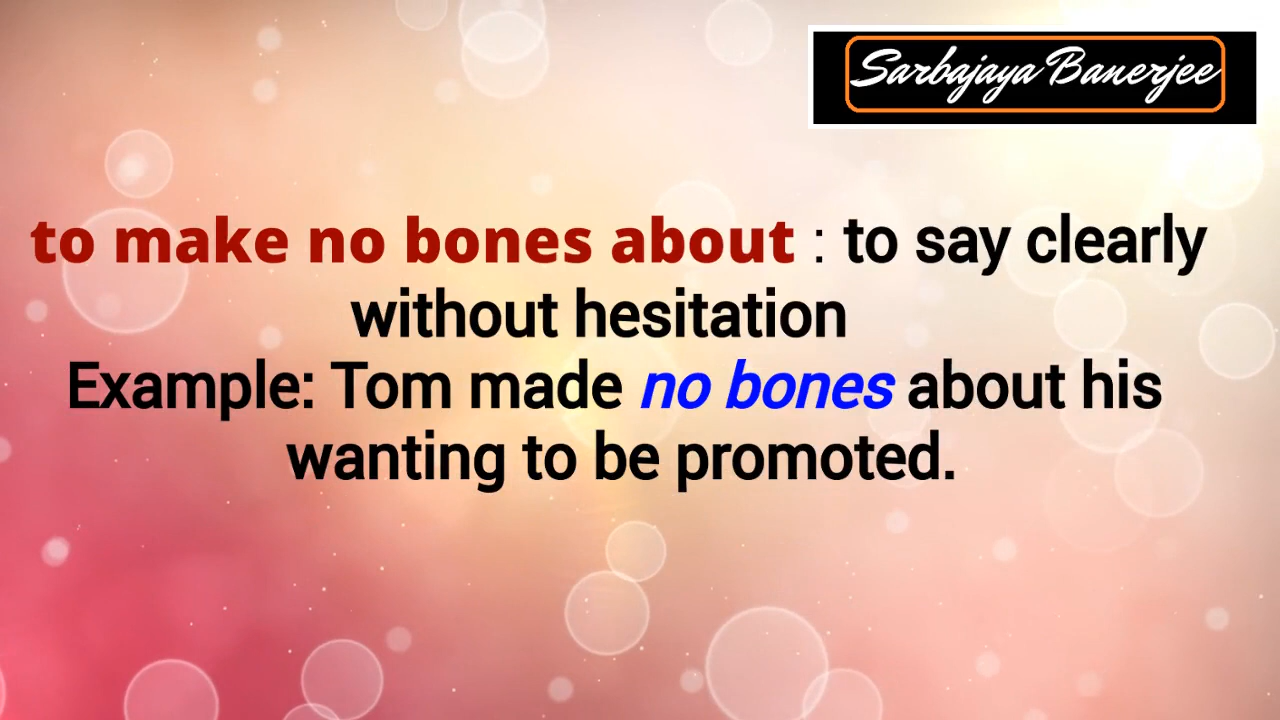 Sarbajaya Banerjee
to make no bones about : to say clearly
without hesitation
Example: Tom made no bones about his
wanting to be promoted.